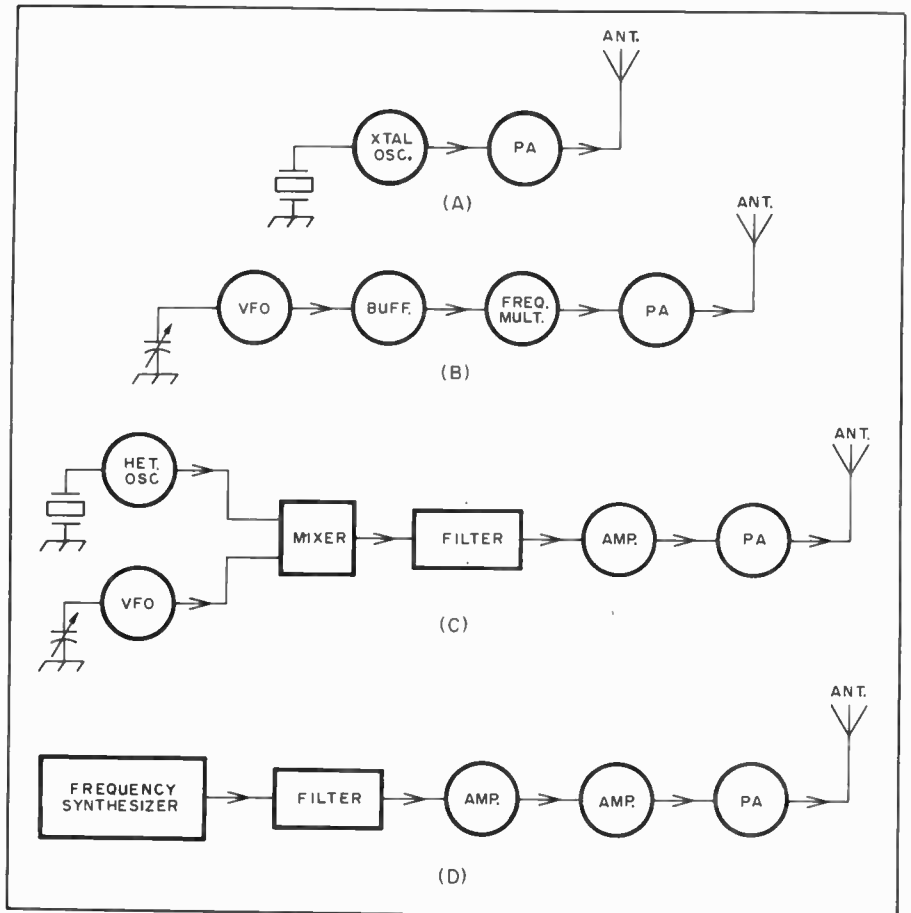 ANT.
XTAL
OSC.
PA
(A)
ANT.
VFO
BUFF.
FREQ.
MULT.
PA
(B)
ANT.
HET.
OSC
MIXER
FILTER
AMP.
PA
VFO
(C)
ANT.
FREQUENCY
SYNTHESIZER
FILTER
AMP.
AMP.
PA
(D)